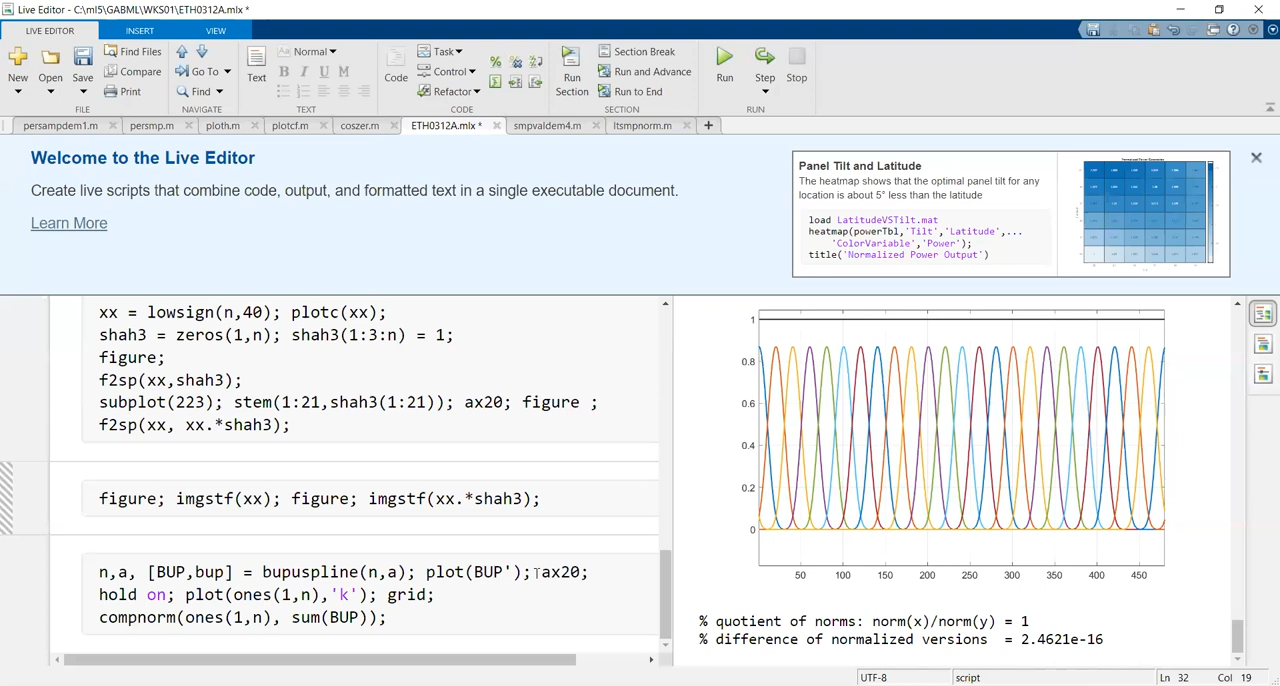 Live Editor - C:\ml5\GABML\WKS01\ETH0312A.mlx *
LIVE EDITOR INSERT VIEW
New Open Save
Find Files
Compare
Print
FILE
Go To
Find
NAVIGATE
Text
Normal
B I U M
TEXT
Code
Task
Control
Refactor
CODE
Run Section
Section Break
Run and Advance
Run to End
SECTION
Run Step Stop
RUN
persampdem1.m persmp.m ploth.m plotcf.m coszer.m ETH0312A.mlx * smpvaldem4.m ltsmpnorm.m
Welcome to the Live Editor
Create live scripts that combine code, output, and formatted text in a single executable document.
Learn More
Panel Tilt and Latitude
The heatmap shows that the optimal panel tilt for any
location is about 5° less than the latitude
load LatitudeVSTilt.mat
heatmap(powerTbl,'Tilt','Latitude',...
'ColorVariable','Power');
title('Normalized Power Output')
xx = lowsign(n,40); plotc(xx);
shah3 = zeros(1,n); shah3(1:3:n) = 1;
figure;
f2sp(xx,shah3);
subplot(223); stem(1:21,shah3(1:21)); ax20; figure ;
f2sp(xx, xx.*shah3);
figure; imgstf(xx); figure; imgstf(xx.*shah3);
n,a, [BUP,bup] = bupuspline(n,a); plot(BUP'); ax20;
hold on; plot(ones(1,n),'k'); grid;
compnorm(ones(1,n), sum(BUP));
1
0.8
0.6
0.4
0.2
0
50 100 150 200 250 300 350 400 450
% quotient of norms: norm(x)/norm(y) = 1
% difference of normalized versions = 2.4621e-16
UTF-8 script Ln 32 Col 19